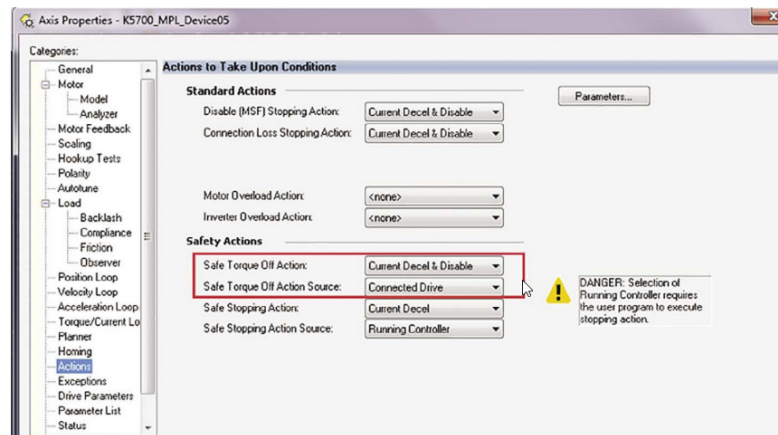 Axis Properties - K5700_MPL_Device05
X
Categories:
General
Motor
Model
Analyzer
Motor Feedback
Scaling
Hookup Tests
Polarity
Autotune
Load
Backlash
Compliance
Friction
Observer
Position Loop
Velocity Loop
Acceleration Loop
Torque/Current Lo
Planner
Homing
Actions
Exceptions
Drive Parameters
Parameter List
Status
Actions to Take Upon Conditions
Standard Actions
Parameters...
Disable (MSF) Stopping Action: Current Decel & Disable
Connection Loss Stopping Action: Current Decel & Disable
Motor Overload Action: <none>
Inverter Overload Action: <none>
Safety Actions
Safe Torque Off Action: Current Decel & Disable
Safe Torque Off Action Source: Connected Drive
Safe Stopping Action: Current Decel
Safe Stopping Action Source: Running Controller
DANGER: Selection of
Running Controller requires
the user program to execute
stopping action.